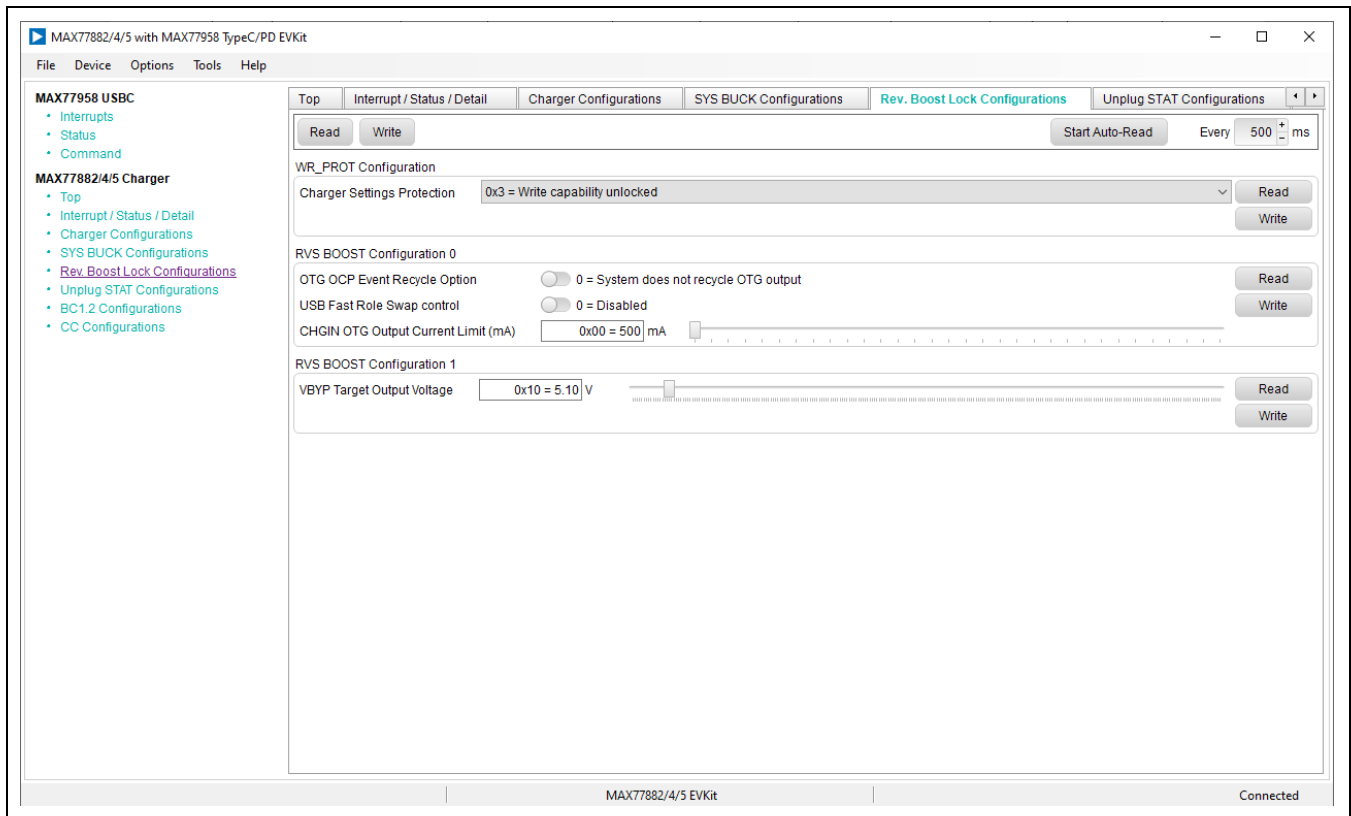 MAX77882/4/5 with MAX77958 TypeC/PD EVKit
File Device Options Tools Help
MAX77958 USBC
• Interrupts
• Status
• Command
MAX77882/4/5 Charger
• Top
• Interrupt / Status / Detail
• Charger Configurations
• SYS BUCK Configurations
• Rev. Boost Lock Configurations
• Unplug STAT Configurations
• BC1.2 Configurations
• CC Configurations
Top Interrupt / Status / Detail Charger Configurations SYS BUCK Configurations Rev. Boost Lock Configurations Unplug STAT Configurations
Read Write Start Auto-Read Every 500 + - ms
WR_PROT Configuration
Charger Settings Protection 0x3 = Write capability unlocked Read
Write
RVS BOOST Configuration 0
OTG OCP Event Recycle Option 0 = System does not recycle OTG output Read
USB Fast Role Swap control 0 = Disabled Write
CHGIN OTG Output Current Limit (mA) 0x00 = 500 mA
RVS BOOST Configuration 1
VBYP Target Output Voltage 0x10 = 5.10 V Read
Write
MAX77882/4/5 EVKit Connected